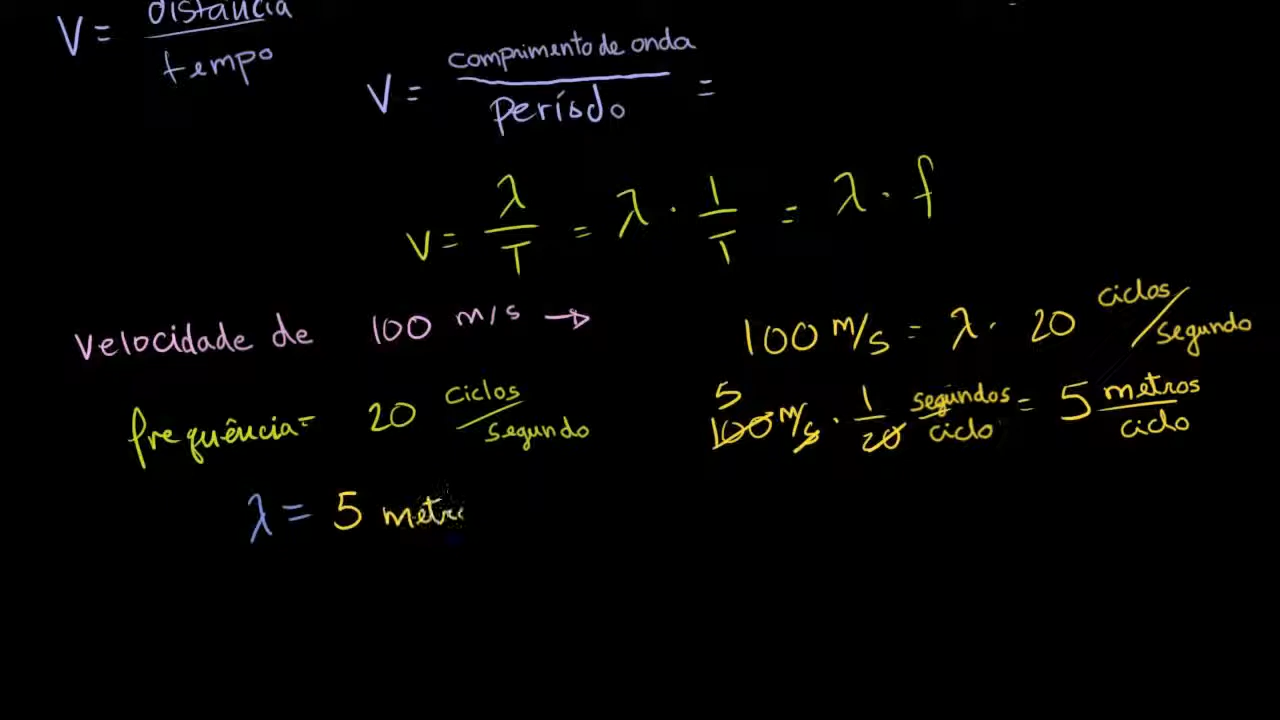 V = distância / tempo
V = comprimento de onda / período =
v = λ / T = λ · 1 / T = λ · f
Velocidade de 100 m/s →
frequência = 20 ciclos / segundo
λ = 5 metr
100 m/s = λ · 20 ciclos / segundo
5
100 m/s · 1 / 20 segundos / ciclo = 5 metros / ciclo